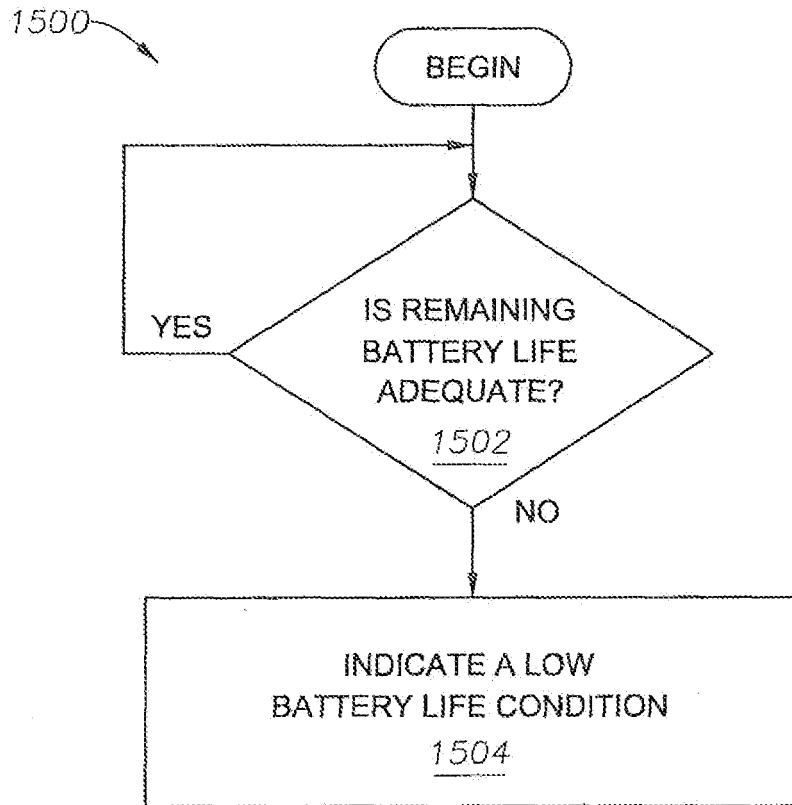 1500
BEGIN
YES
IS REMAINING
BATTERY LIFE
ADEQUATE?
1502
NO
INDICATE A LOW
BATTERY LIFE CONDITION
1504